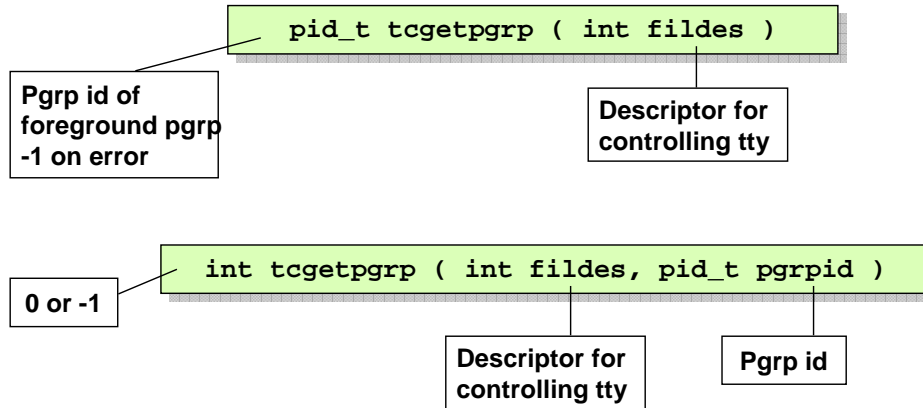 pid_t tcgetpgrp ( int fildes )
Pgrp id of
foreground pgrp
-1 on error
Descriptor for
controlling tty
int tcgetpgrp ( int fildes, pid_t pgrpid )
0 or -1
Descriptor for
controlling tty
Pgrp id